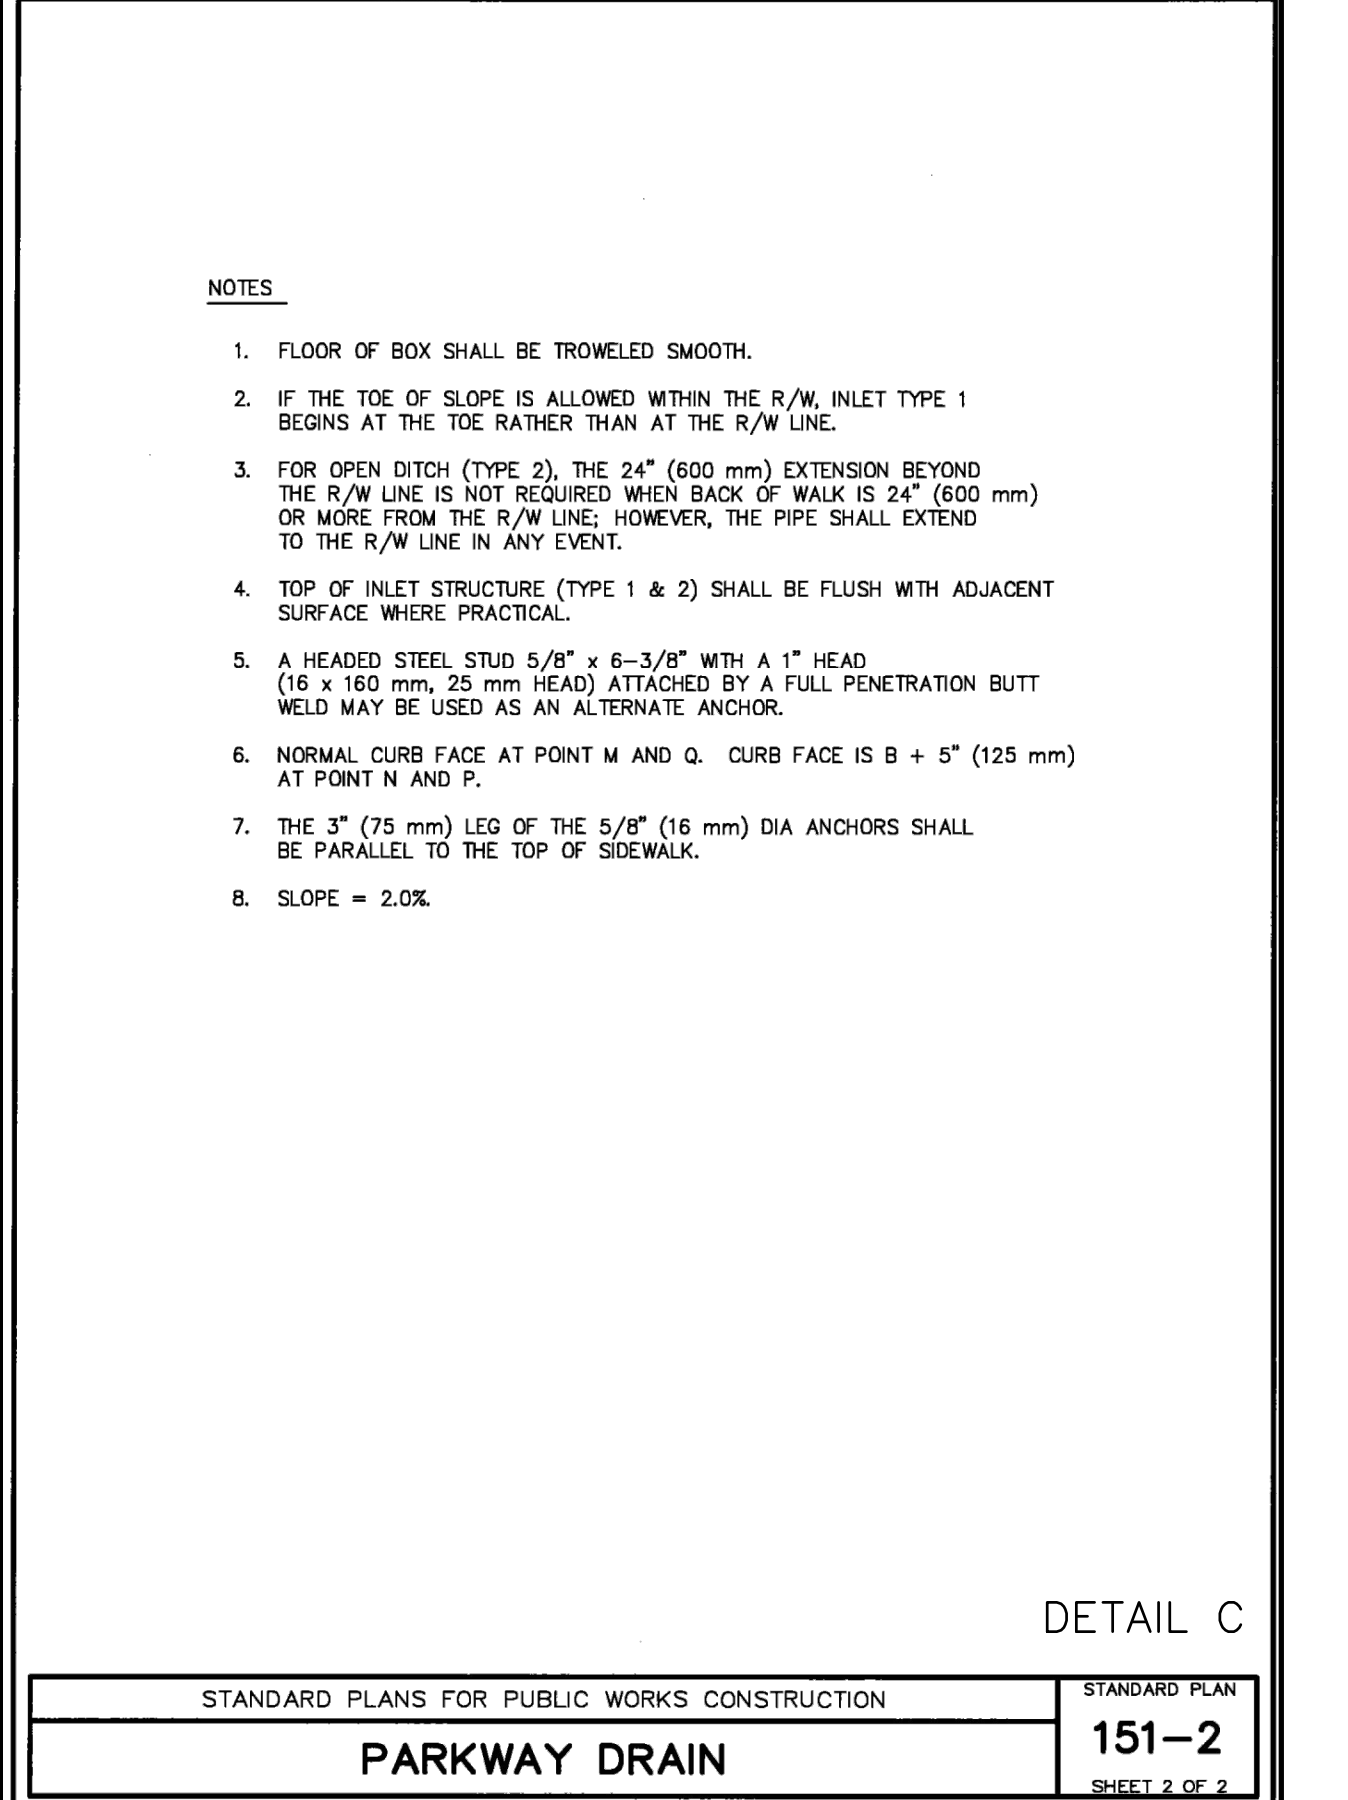 NOTES
1. FLOOR OF BOX SHALL BE TROWELED SMOOTH.
2. IF THE TOE OF SLOPE IS ALLOWED WITHIN THE R/W, INLET TYPE 1
BEGINS AT THE TOE RATHER THAN AT THE R/W LINE.
3. FOR OPEN DITCH (TYPE 2), THE 24" (600 mm) EXTENSION BEYOND
THE R/W LINE IS NOT REQUIRED WHEN BACK OF WALK IS 24" (600 mm)
OR MORE FROM THE R/W LINE; HOWEVER, THE PIPE SHALL EXTEND
TO THE R/W LINE IN ANY EVENT.
4. TOP OF INLET STRUCTURE (TYPE 1 & 2) SHALL BE FLUSH WITH ADJACENT
SURFACE WHERE PRACTICAL.
5. A HEADED STEEL STUD 5/8" x 6-3/8" WITH A 1" HEAD
(16 x 160 mm, 25 mm HEAD) ATTACHED BY A FULL PENETRATION BUTT
WELD MAY BE USED AS AN ALTERNATE ANCHOR.
6. NORMAL CURB FACE AT POINT M AND Q. CURB FACE IS B + 5" (125 mm)
AT POINT N AND P.
7. THE 3" (75 mm) LEG OF THE 5/8" (16 mm) DIA ANCHORS SHALL
BE PARALLEL TO THE TOP OF SIDEWALK.
8. SLOPE = 2.0%.
DETAIL C
STANDARD PLANS FOR PUBLIC WORKS CONSTRUCTION
PARKWAY DRAIN
STANDARD PLAN
151-2
SHEET 2 OF 2